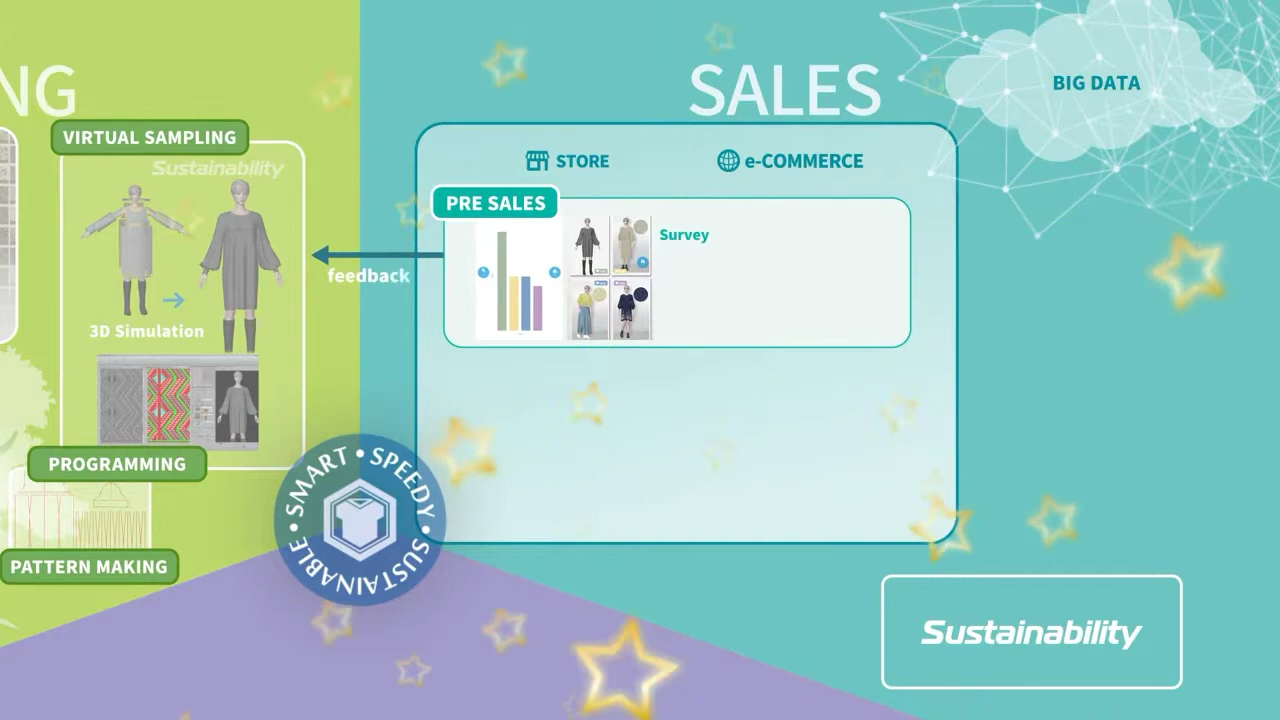 NG
VIRTUAL SAMPLING
Sustainability
3D Simulation
PROGRAMMING
PATTERN MAKING
feedback
SMART • SPEEDY • SUSTAINABLE •
SALES
STORE
e-COMMERCE
PRE SALES
Survey
BIG DATA
Sustainability